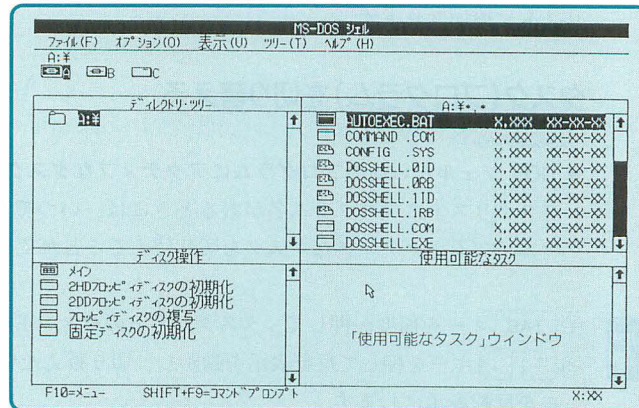 MS-DOS シェル
ファイル(F) オプション(O) 表示(U) ツリー(T) ヘルプ(H)
A:¥
A B C
ディレクトリ・ツリー
A:¥
A:¥*.*
AUTOEXEC.BAT X,XXX XX-XX-XX
COMMAND .COM X,XXX XX-XX-XX
CONFIG .SYS X,XXX XX-XX-XX
DOSSHELL.0ID X,XXX XX-XX-XX
DOSSHELL.0RB X,XXX XX-XX-XX
DOSSHELL.1ID X,XXX XX-XX-XX
DOSSHELL.1RB X,XXX XX-XX-XX
DOSSHELL.COM X,XXX XX-XX-XX
DOSSHELL.EXE X,XXX XX-XX-XX
ディスク操作
メイン
2HDフロッピィディスクの初期化
2DDフロッピィディスクの初期化
フロッピィディスクの複写
固定ディスクの初期化
使用可能なタスク
「使用可能なタスク」ウィンドウ
F10=メニュー SHIFT+F9=コマンドプロンプト X:XX